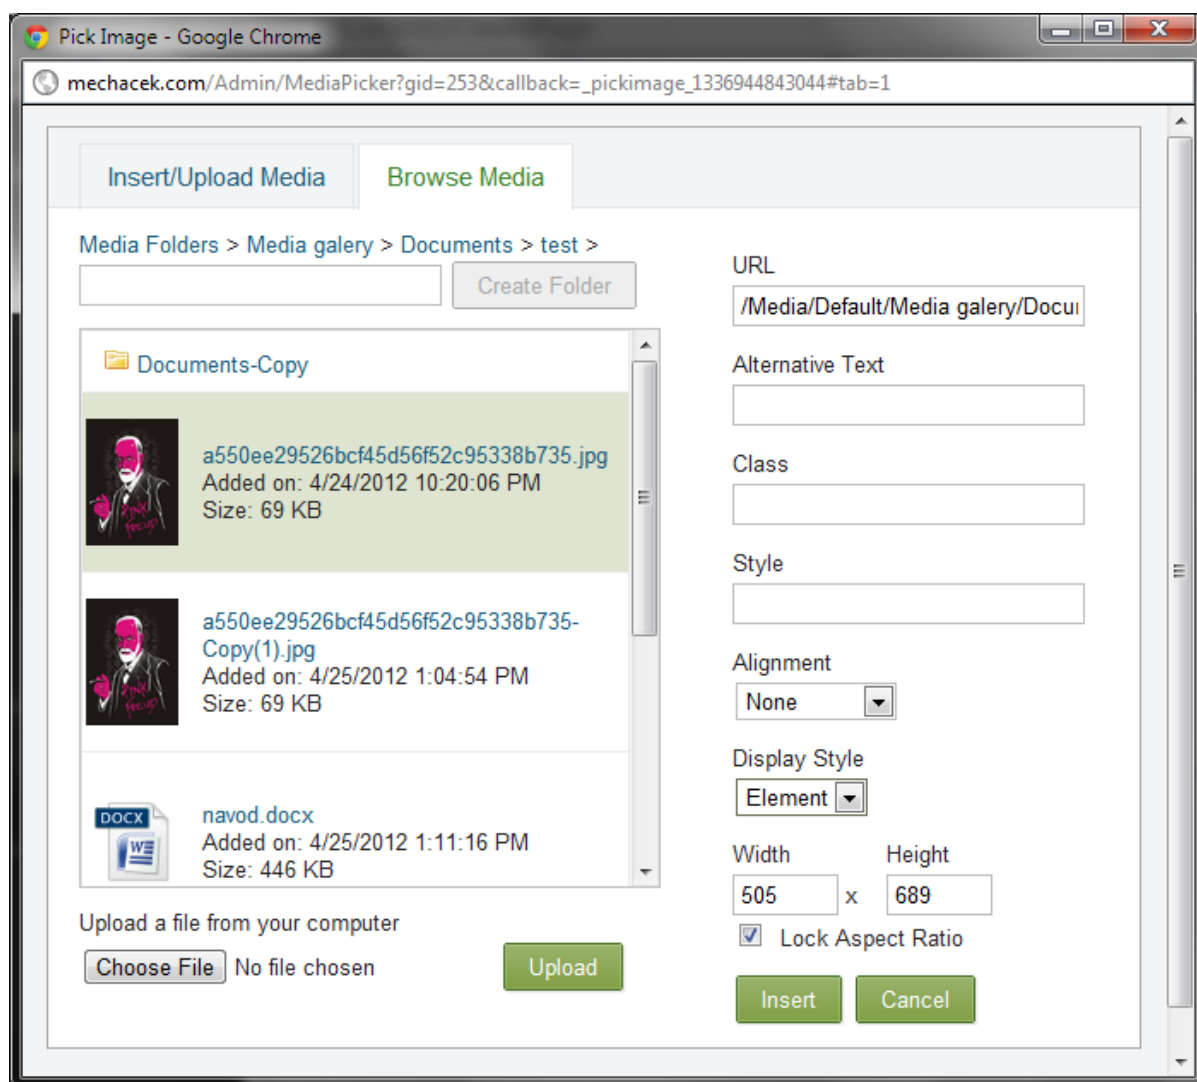 Pick Image - Google Chrome
mechacek.com/Admin/MediaPicker?gid=253&callback=_pickimage_1336944843044#tab=1
Insert/Upload Media
Browse Media
Media Folders > Media galery > Documents > test >
Create Folder
Documents-Copy
PINK
FREUD
a550ee29526bcf45d56f52c95338b735.jpg
Added on: 4/24/2012 10:20:06 PM
Size: 69 KB
PINK
FREUD
a550ee29526bcf45d56f52c95338b735-
Copy(1).jpg
Added on: 4/25/2012 1:04:54 PM
Size: 69 KB
DOCX
W
navod.docx
Added on: 4/25/2012 1:11:16 PM
Size: 446 KB
Upload a file from your computer
Choose File No file chosen
Upload
URL
/Media/Default/Media galery/Docu
Alternative Text
Class
Style
Alignment
None
Display Style
Element
Width Height
505 x 689
Lock Aspect Ratio
Insert
Cancel